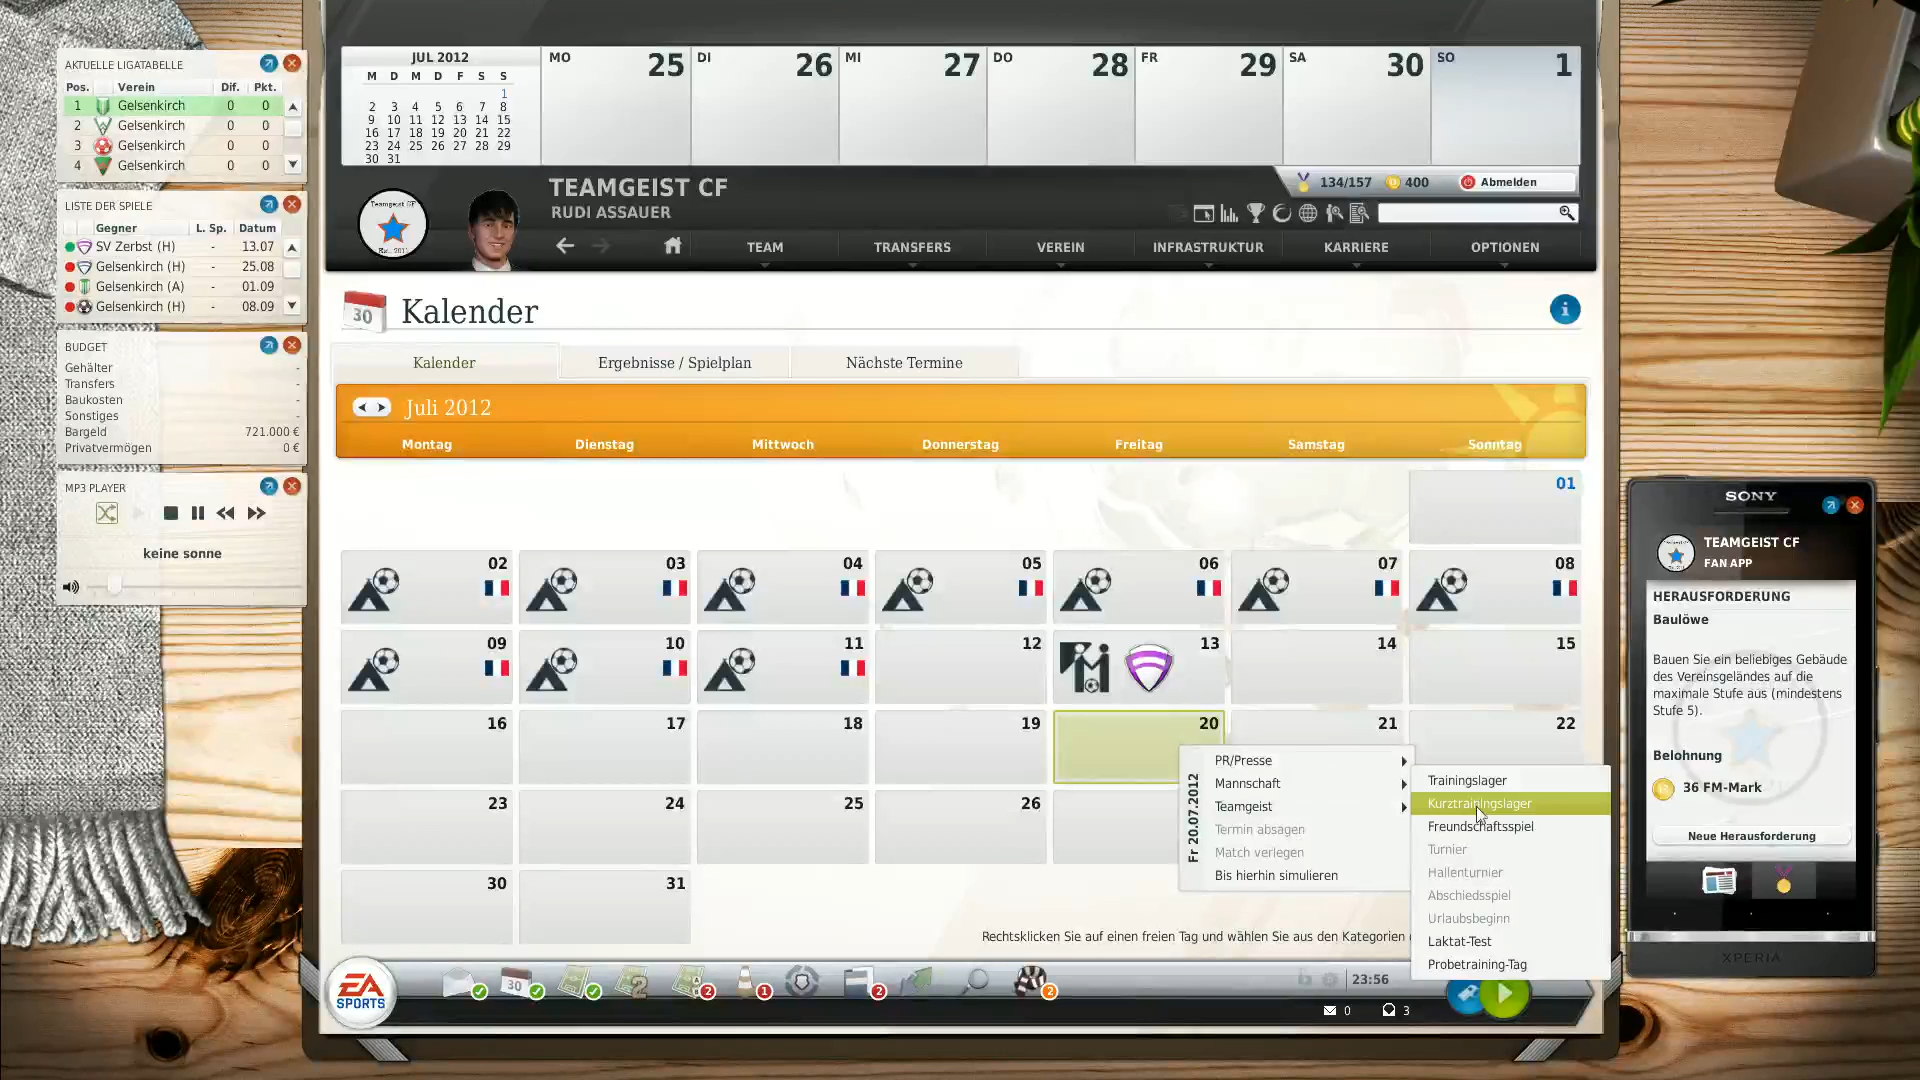 AKTUELLE LIGATABELLE
Pos. Verein Dif. Pkt.
1 Gelsenkirch 0 0
2 Gelsenkirch 0 0
3 Gelsenkirch 0 0
4 Gelsenkirch 0 0
LISTE DER SPIELE
Gegner L. Sp. Datum
SV Zerbst (H) - 13.07
Gelsenkirch (H) - 25.08
Gelsenkirch (A) - 01.09
Gelsenkirch (H) - 08.09
BUDGET
Gehälter -
Transfers -
Baukosten -
Sonstiges -
Bargeld 721.000 €
Privatvermögen 0 €
MP3 PLAYER
keine sonne
JUL 2012
M D M D F S S
1
2 3 4 5 6 7 8
9 10 11 12 13 14 15
16 17 18 19 20 21 22
23 24 25 26 27 28 29
30 31
MO 25 DI 26 MI 27 DO 28 FR 29 SA 30 SO 1
134/157 400 Abmelden
Teamgeist CF
Est. 2011
TEAMGEIST CF
RUDI ASSAUER
TEAM TRANSFERS VEREIN INFRASTRUKTUR KARRIERE OPTIONEN
30 Kalender
Kalender Ergebnisse / Spielplan Nächste Termine
Juli 2012
Montag Dienstag Mittwoch Donnerstag Freitag Samstag Sonntag
01
02 03 04 05 06 07 08
09 10 11 12 13 14 15
16 17 18 19 20 21 22
23 24 25 26
30 31
Fr 20.07.2012
PR/Presse
Mannschaft
Teamgeist
Termin absagen
Match verlegen
Bis hierhin simulieren
Trainingslager
Kurztrainingslager
Freundschaftsspiel
Turnier
Hallenturnier
Abschiedsspiel
Urlaubsbeginn
Laktat-Test
Probetraining-Tag
Rechtsklicken Sie auf einen freien Tag und wählen Sie aus den Kategorien
EA
SPORTS
30 2 2 1 2 2
23:56
0 3
SONY
TEAMGEIST CF
FAN APP
HERAUSFORDERUNG
Baulöwe
Bauen Sie ein beliebiges Gebäude
des Vereinsgeländes auf die
maximale Stufe aus (mindestens
Stufe 5).
Belohnung
36 FM-Mark
Neue Herausforderung
XPERIA